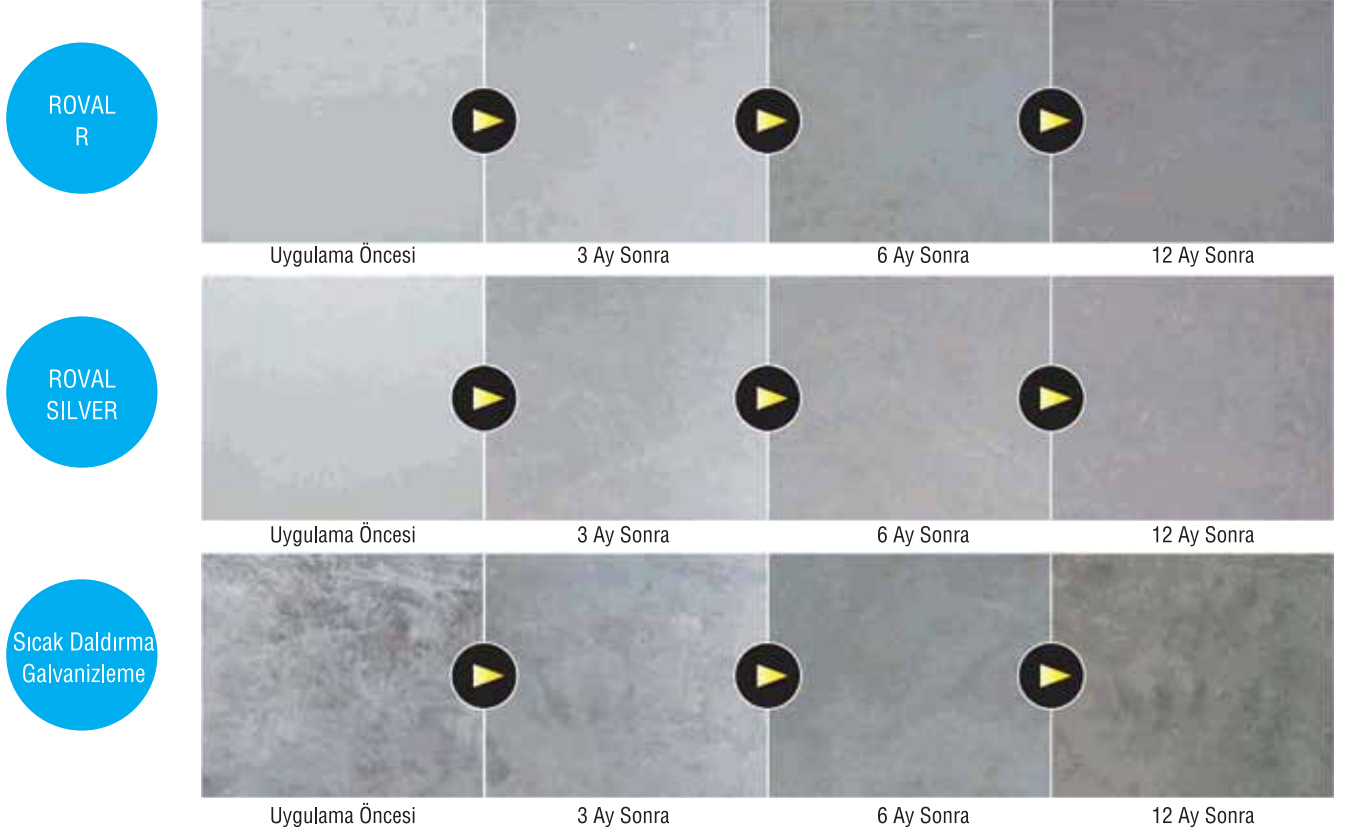 ROVAL
R
Uygulama Öncesi
3 Ay Sonra
6 Ay Sonra
12 Ay Sonra
ROVAL
SILVER
Uygulama Öncesi
3 Ay Sonra
6 Ay Sonra
12 Ay Sonra
Sıcak Daldırma
Galvanizleme
Uygulama Öncesi
3 Ay Sonra
6 Ay Sonra
12 Ay Sonra